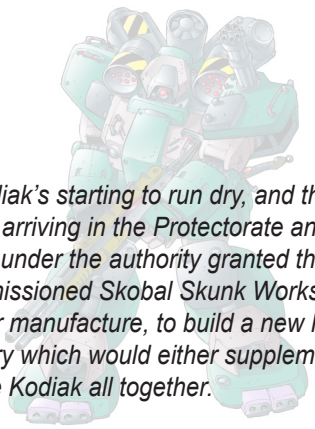 diak's starting to run dry, and th
arriving in the Protectorate an
under the authority granted th
missioned Skobal Skunk Works
r manufacture, to build a new
ry which would either supplem
e Kodiak all together.